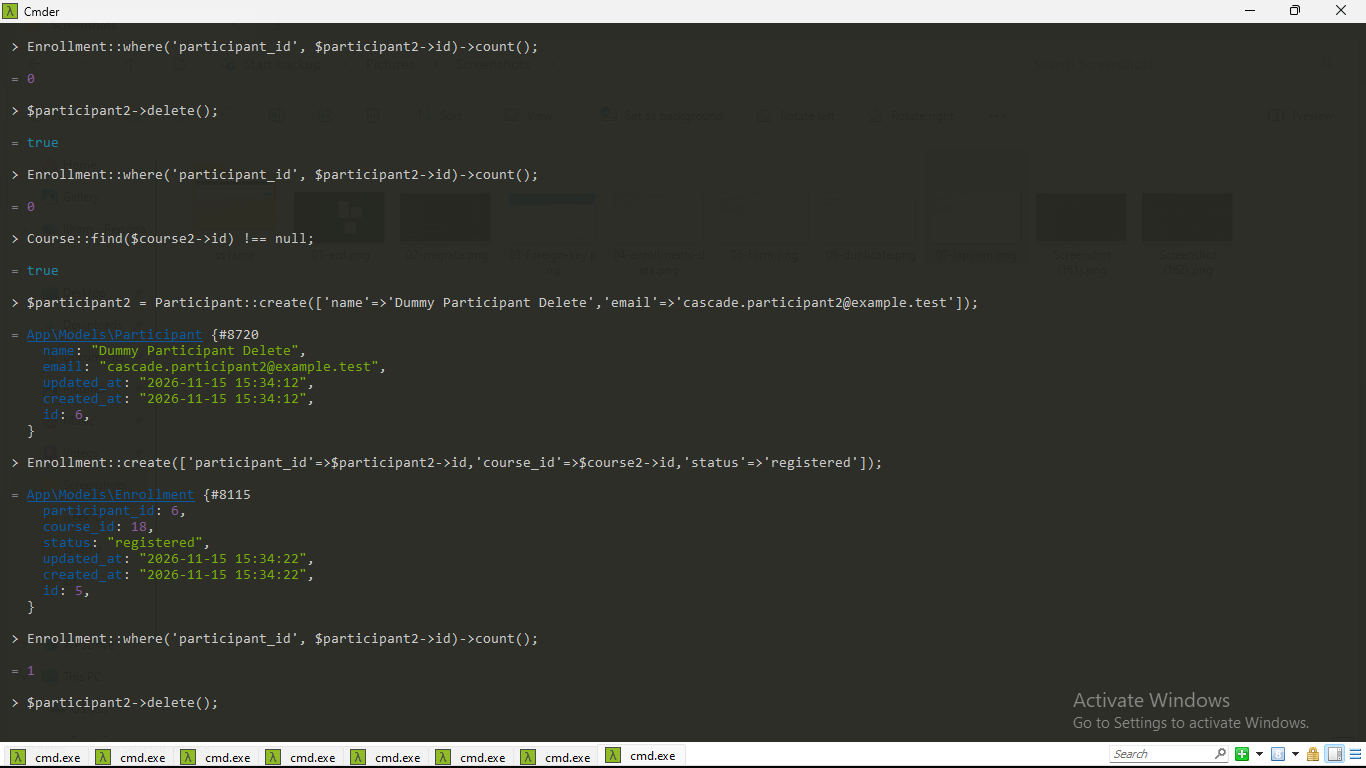 Cmder
> Enrollment::where('participant_id', $participant2->id)->count();
= 0
> $participant2->delete();
= true
> Enrollment::where('participant_id', $participant2->id)->count();
= 0
> Course::find($course2->id) !== null;
= true
> $participant2 = Participant::create(['name'=>'Dummy Participant Delete','email'=>'cascade.participant2@example.test']);
= App\Models\Participant {#8720
name: "Dummy Participant Delete",
email: "cascade.participant2@example.test",
updated_at: "2026-11-15 15:34:12",
created_at: "2026-11-15 15:34:12",
id: 6,
}
> Enrollment::create(['participant_id'=>$participant2->id,'course_id'=>$course2->id,'status'=>'registered']);
= App\Models\Enrollment {#8115
participant_id: 6,
course_id: 18,
status: "registered",
updated_at: "2026-11-15 15:34:22",
created_at: "2026-11-15 15:34:22",
id: 5,
}
> Enrollment::where('participant_id', $participant2->id)->count();
= 1
> $participant2->delete();
Activate Windows
Go to Settings to activate Windows.
cmd.exe cmd.exe cmd.exe cmd.exe cmd.exe cmd.exe cmd.exe cmd.exe Search